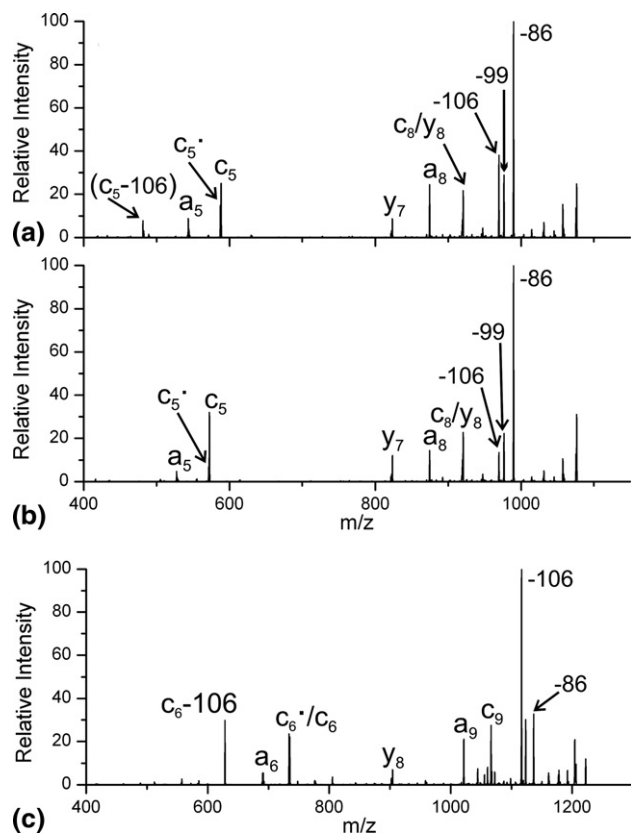 100
80
60
40
20
0
Relative Intensity
-86
-99
-106
c₈/y₈
c₅·
c₅
(c₅-106)
a₅
a₈
y₇
(a)
100
80
60
40
20
0
Relative Intensity
-86
-99
-106
c₅·
c₅
c₈/y₈
a₅
y₇
a₈
400 600 800 1000
m/z
(b)
100
80
60
40
20
0
Relative Intensity
-106
-86
c₆-106
c₆·/c₆
a₉
c₉
a₆
y₈
400 600 800 1000 1200
m/z
(c)